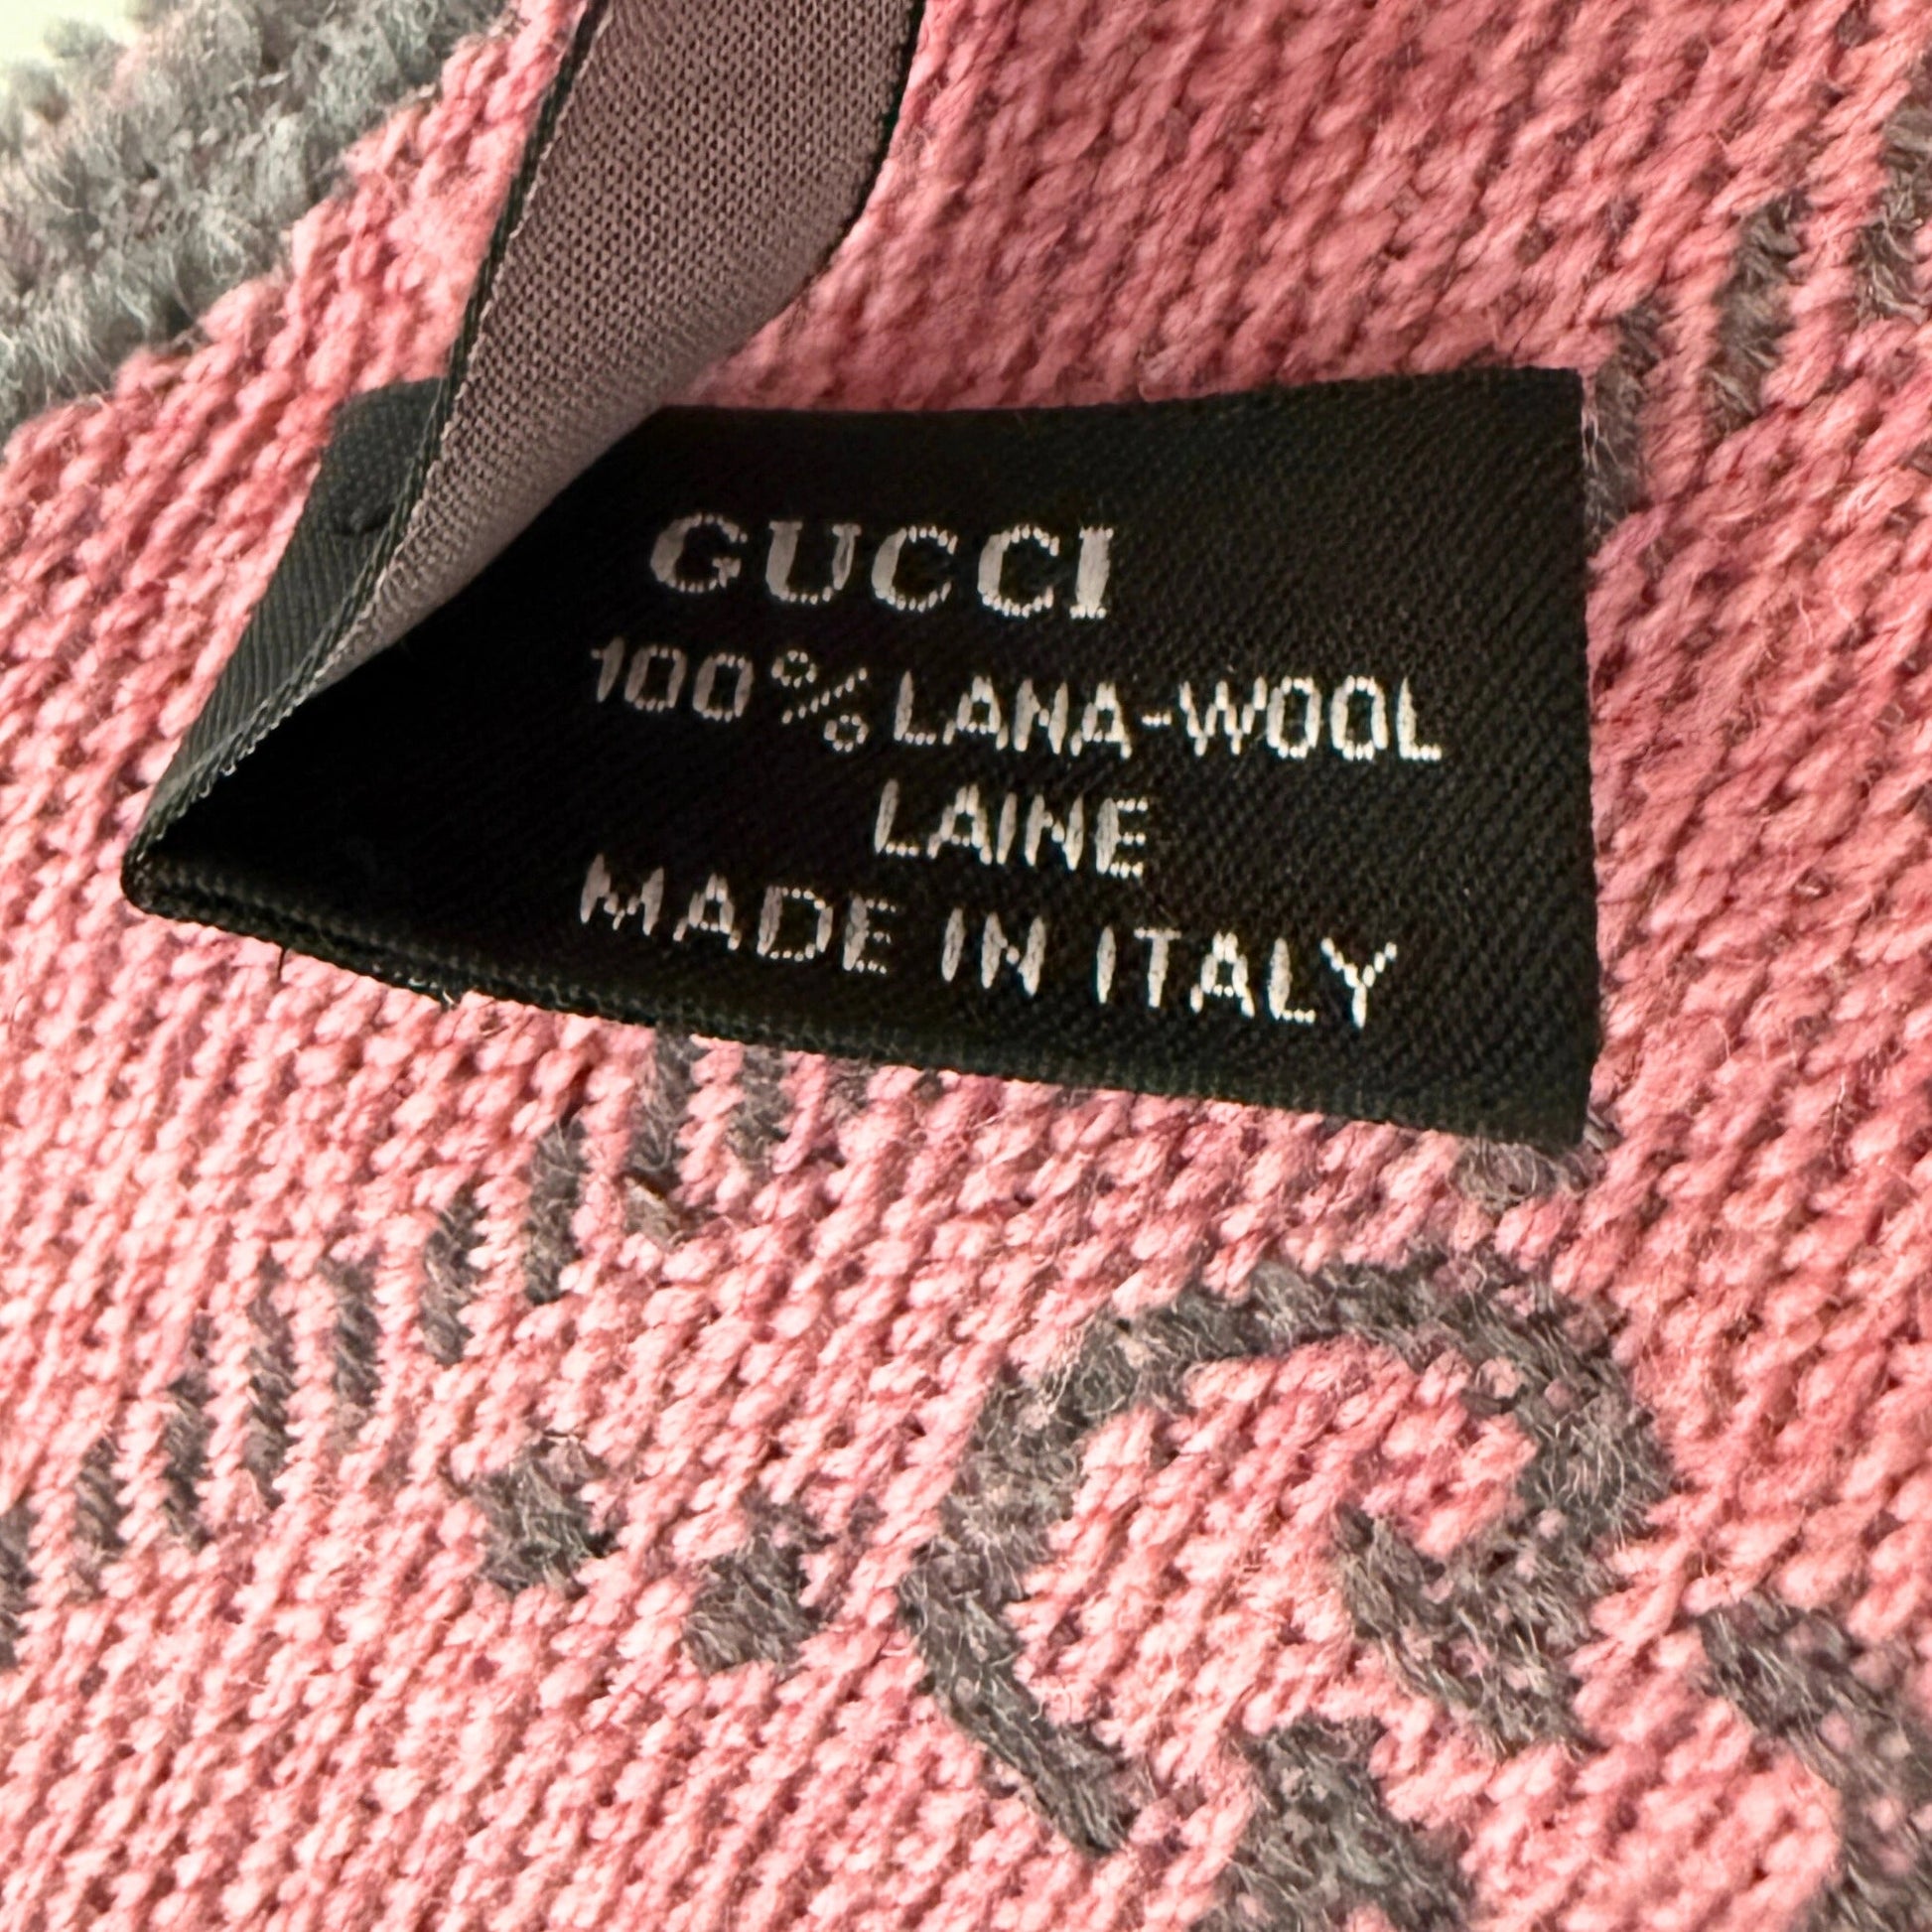 GUCCI
100% LANA-WOOL
LAINE
MADE IN ITALY